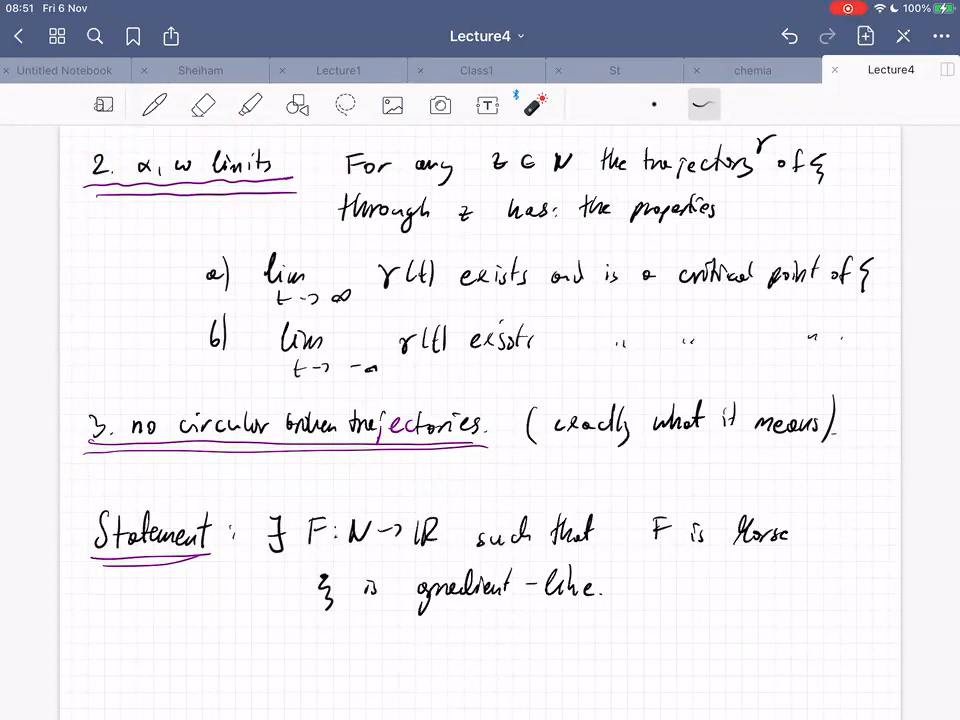 08:51 Fri 6 Nov
100%
Lecture4
Untitled Notebook
Sheiham
Lecture1
Class1
St
chemia
Lecture4
2. α, ω limits For any z ∈ N the trajectory γ of ξ
through z has: the properties
a) lim t→∞ γ(t) exists and is a critical point of ξ
b) lim t→ -∞ γ(t) exists " " " .
3. no circular broken trajectories. (exactly what it means).
Statement: ∃ F: N → ℝ such that F is Morse
ξ is gradient-like.